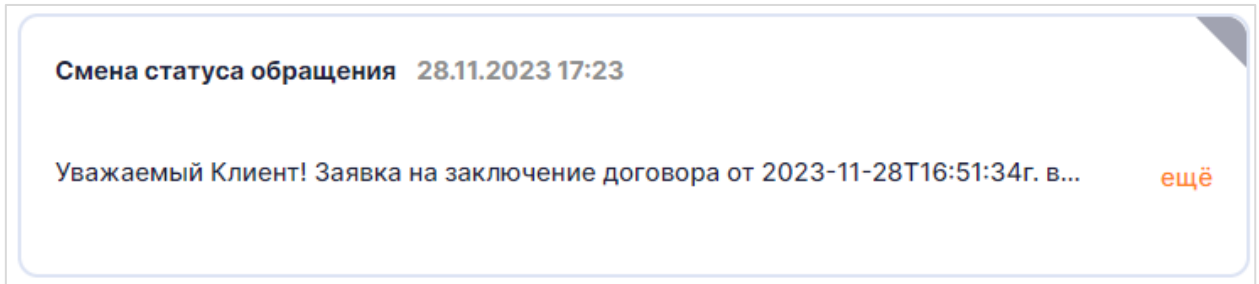 Смена статуса обращения 28.11.2023 17:23
Уважаемый Клиент! Заявка на заключение договора от 2023-11-28T16:51:34г. в... ещё